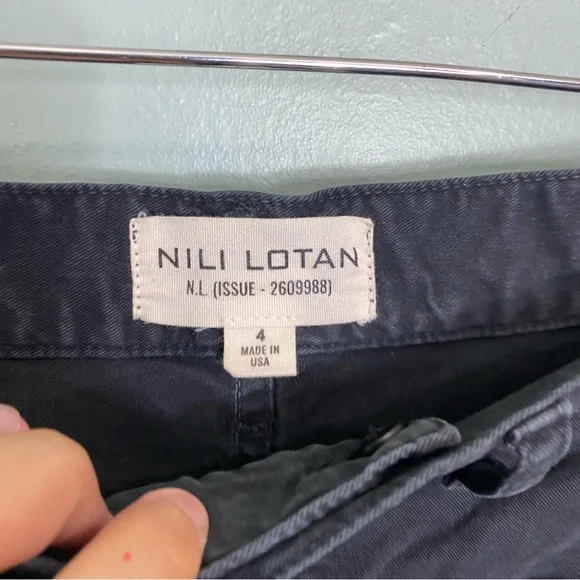 NILI LOTAN
N.L. (ISSUE - 2609988)
4
MADE IN
USA